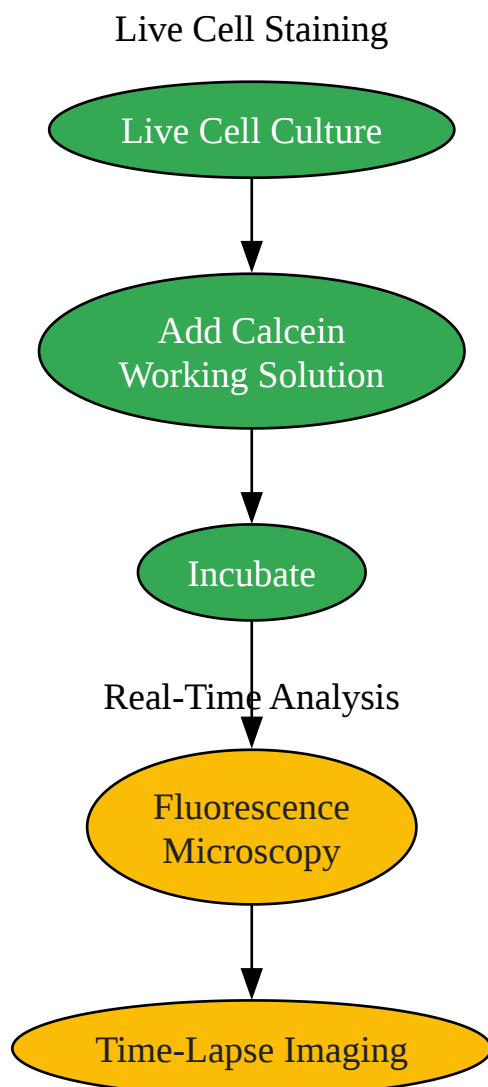 Live Cell Staining
Live Cell Culture
Add Calcein
Working Solution
Incubate
Real-Time Analysis
Fluorescence
Microscopy
Time-Lapse Imaging